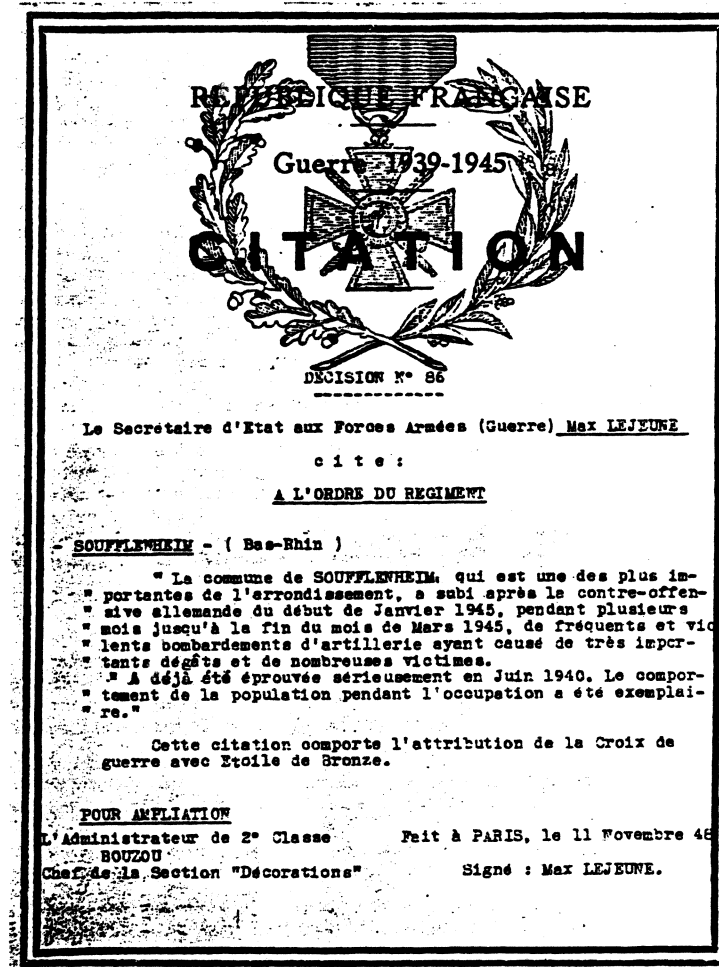 REPUBLIQUE FRANÇAISE
Guerre 1939-1945
CITATION
DECISION N° 86
Le Secrétaire d'Etat aux Forces Armées (Guerre) Max LEJEUNE
c i t e :
A L'ORDRE DU REGIMENT
- SOUFFLENHEIM - ( Bas-Rhin )
" La commune de SOUFFLENHEIM, qui est une des plus im-
" portantes de l'arrondissement, a subi après la contre-offen-
" sive allemande du début de Janvier 1945, pendant plusieurs
" mois jusqu'à la fin du mois de Mars 1945, de fréquents et vio
" lents bombardements d'artillerie ayant causé de très impor-
" tants dégâts et de nombreuses victimes.
" A déjà été éprouvée sérieusement en Juin 1940. Le compor-
" tement de la population pendant l'occupation a été exemplai-
" re."
Cette citation comporte l'attribution de la Croix de
guerre avec Etoile de Bronze.
POUR AMPLIATION
L'Administrateur de 2° Classe
BOUZOU
Chef de la Section "Décorations"
Fait à PARIS, le 11 Novembre 48
Signé : Max LEJEUNE.